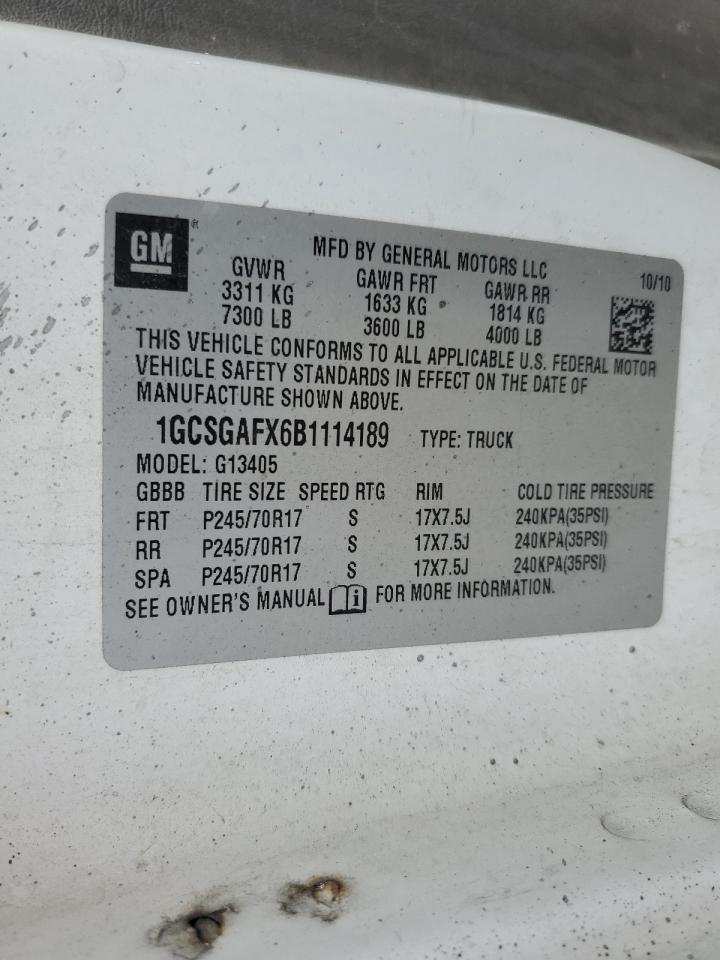 GM®
MFD BY GENERAL MOTORS LLC 10/10
GVWR GAWR FRT GAWR RR
3311 KG 1633 KG 1814 KG
7300 LB 3600 LB 4000 LB
THIS VEHICLE CONFORMS TO ALL APPLICABLE U.S. FEDERAL MOTOR
VEHICLE SAFETY STANDARDS IN EFFECT ON THE DATE OF
MANUFACTURE SHOWN ABOVE.
1GCSGAFX6B1114189 TYPE: TRUCK
MODEL: G13405
GBBB TIRE SIZE SPEED RTG RIM COLD TIRE PRESSURE
FRT P245/70R17 S 17X7.5J 240KPA(35PSI)
RR P245/70R17 S 17X7.5J 240KPA(35PSI)
SPA P245/70R17 S 17X7.5J 240KPA(35PSI)
SEE OWNER'S MANUAL i FOR MORE INFORMATION.